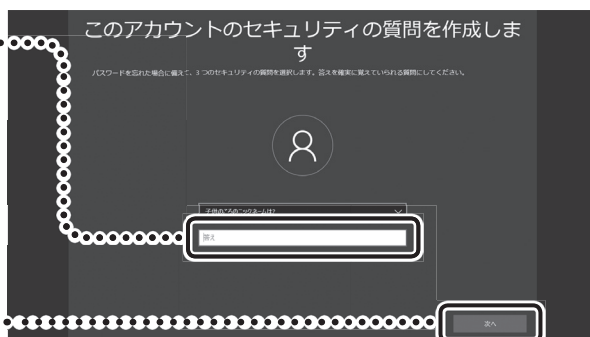 このアカウントのセキュリティの質問を作成しま
す
パスワードを忘れた場合に備えて、3 つのセキュリティの質問を選択します。答えを確実に覚えていられる質問にしてください。
子供のころのニックネームは?
答え
次へ